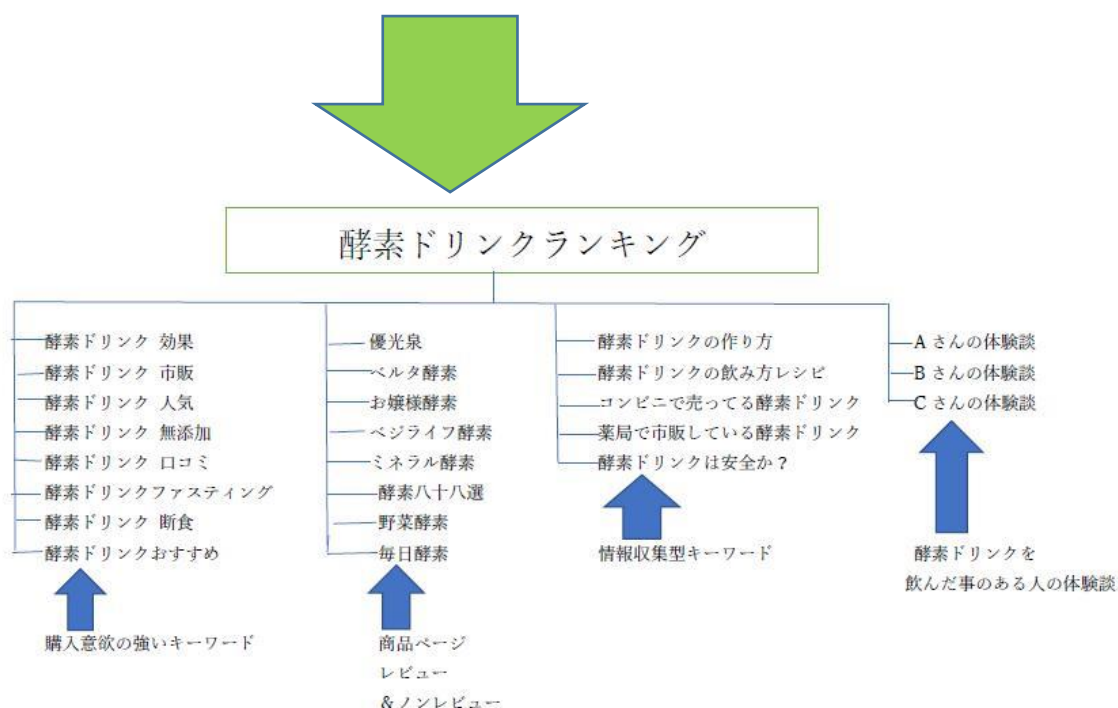 酵素ドリンクランキング
酵素ドリンク 効果
酵素ドリンク 市販
酵素ドリンク 人気
酵素ドリンク 無添加
酵素ドリンク 口コミ
酵素ドリンクファスティング
酵素ドリンク 断食
酵素ドリンクおすすめ
購入意欲の強いキーワード
優光泉
ベルタ酵素
お嬢様酵素
ベジライフ酵素
ミネラル酵素
酵素八十八選
野菜酵素
毎日酵素
商品ページ
レビュー
&ノンレビュー
酵素ドリンクの作り方
酵素ドリンクの飲み方レシピ
コンビニで売ってる酵素ドリンク
薬局で市販している酵素ドリンク
酵素ドリンクは安全か?
情報収集型キーワード
Aさんの体験談
Bさんの体験談
Cさんの体験談
酵素ドリンクを
飲んだ事のある人の体験談